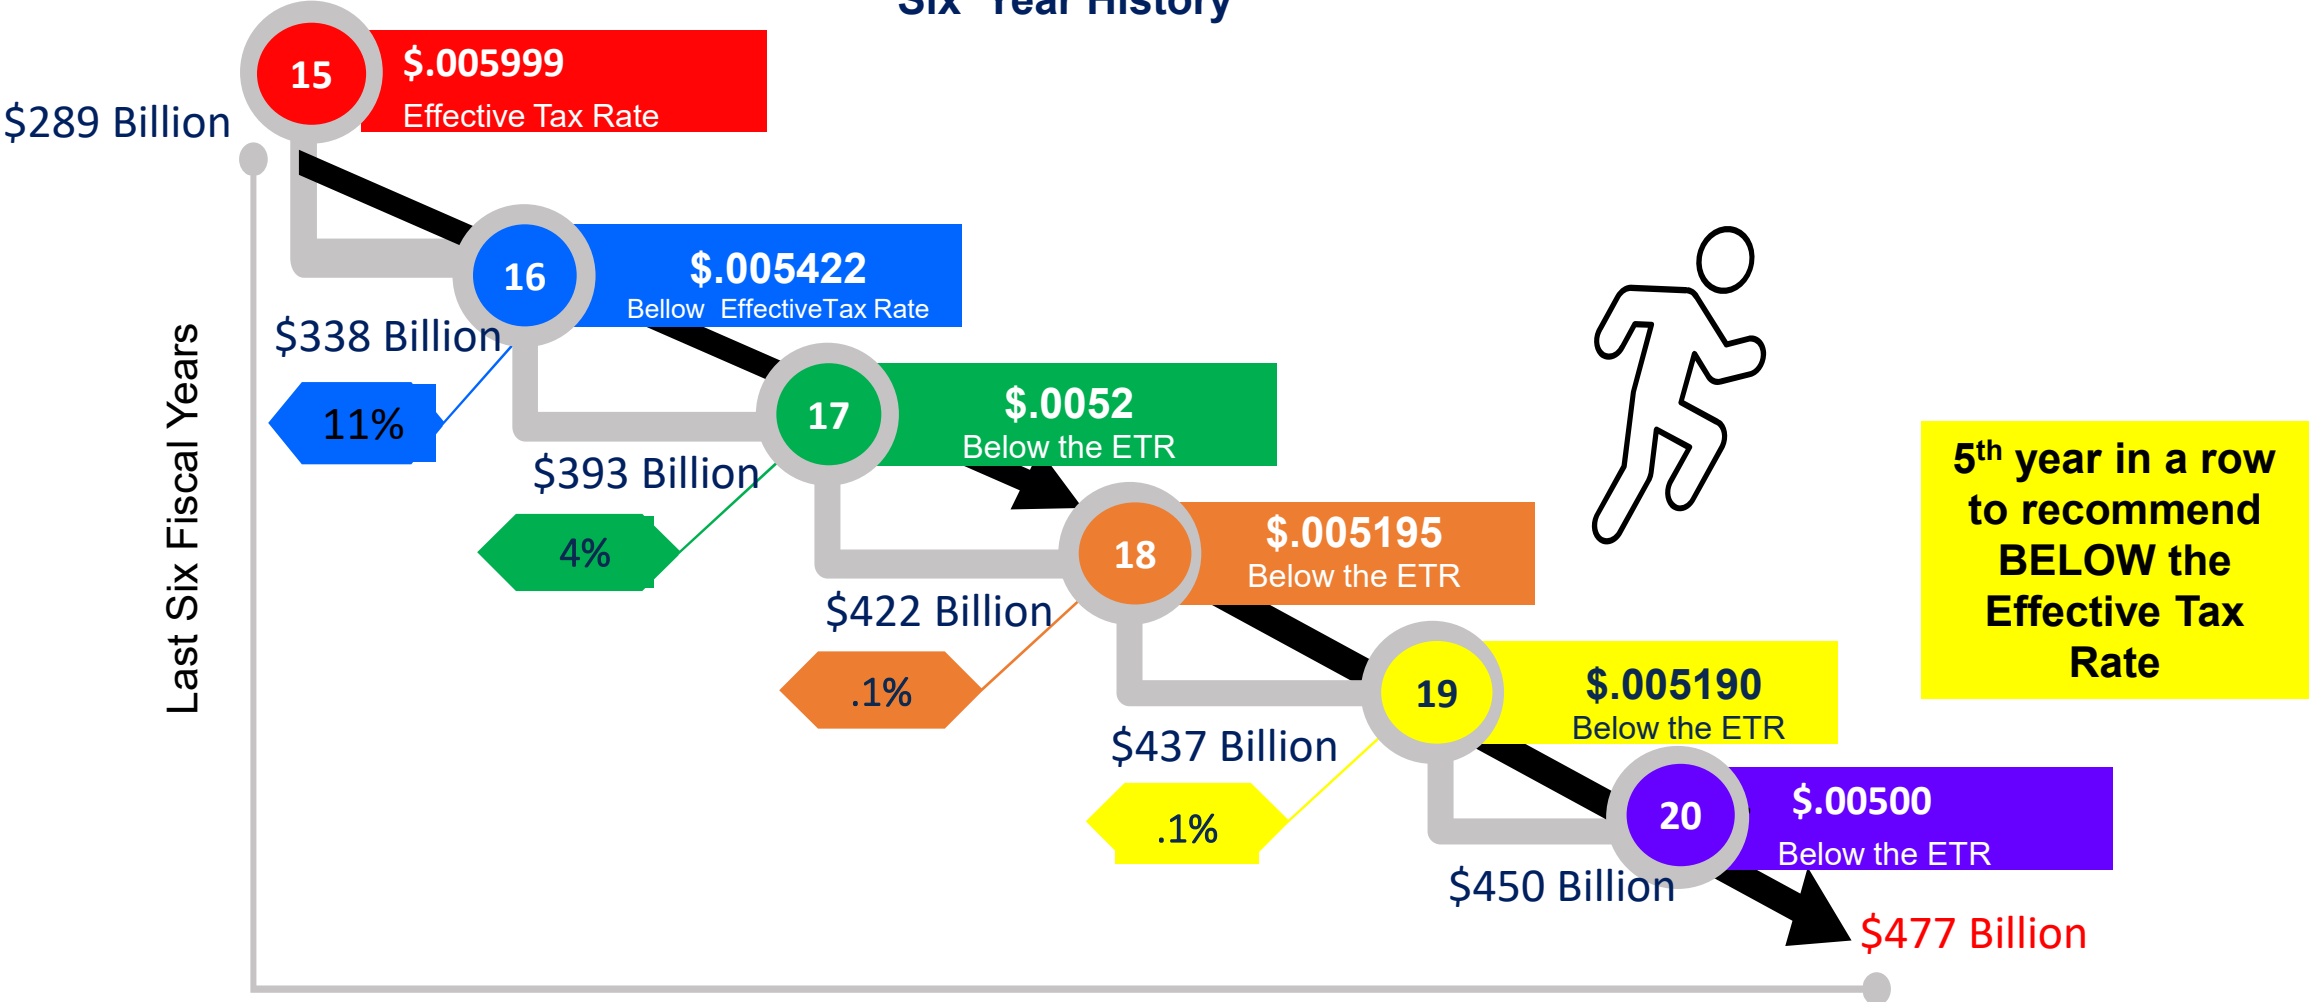 Six Year History
15
$.005999
Effective Tax Rate
$289 Billion
16
$.005422
Bellow EffectiveTax Rate
$338 Billion
11%
17
$.0052
Below the ETR
$393 Billion
4%
18
$.005195
Below the ETR
$422 Billion
.1%
19
$.005190
Below the ETR
$437 Billion
.1%
20
$.00500
Below the ETR
$450 Billion
$477 Billion
Last Six Fiscal Years
5th year in a row
to recommend
BELOW the
Effective Tax
Rate